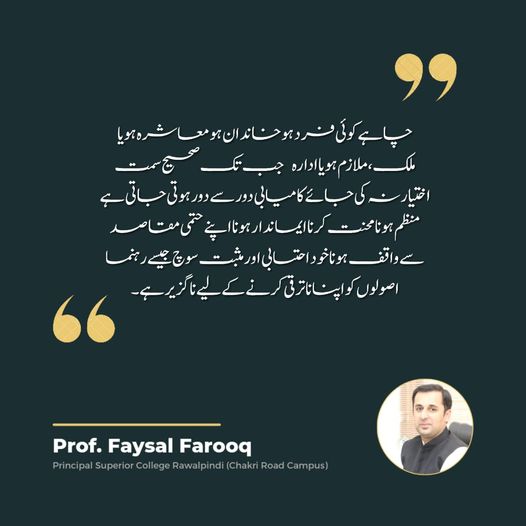 چاہے کوئی فرد ہو خاندان ہو معاشرہ ہو یا
ملک، ملازم ہو یا ادارہ جب تک صحیح سمت
اختیار نہ کی جائے کامیابی دور سے دور ہوتی جاتی ہے
منظم ہونا محنت کرنا ایماندار ہونا اپنے حتمی مقاصد
سے واقف ہونا خود احتسابی اور مثبت سوچ جیسے رہنما
اصولوں کو اپنانا ترقی کرنے کے لیے ناگزیر ہے۔
Prof. Faysal Farooq
Principal Superior College Rawalpindi (Chakri Road Campus)